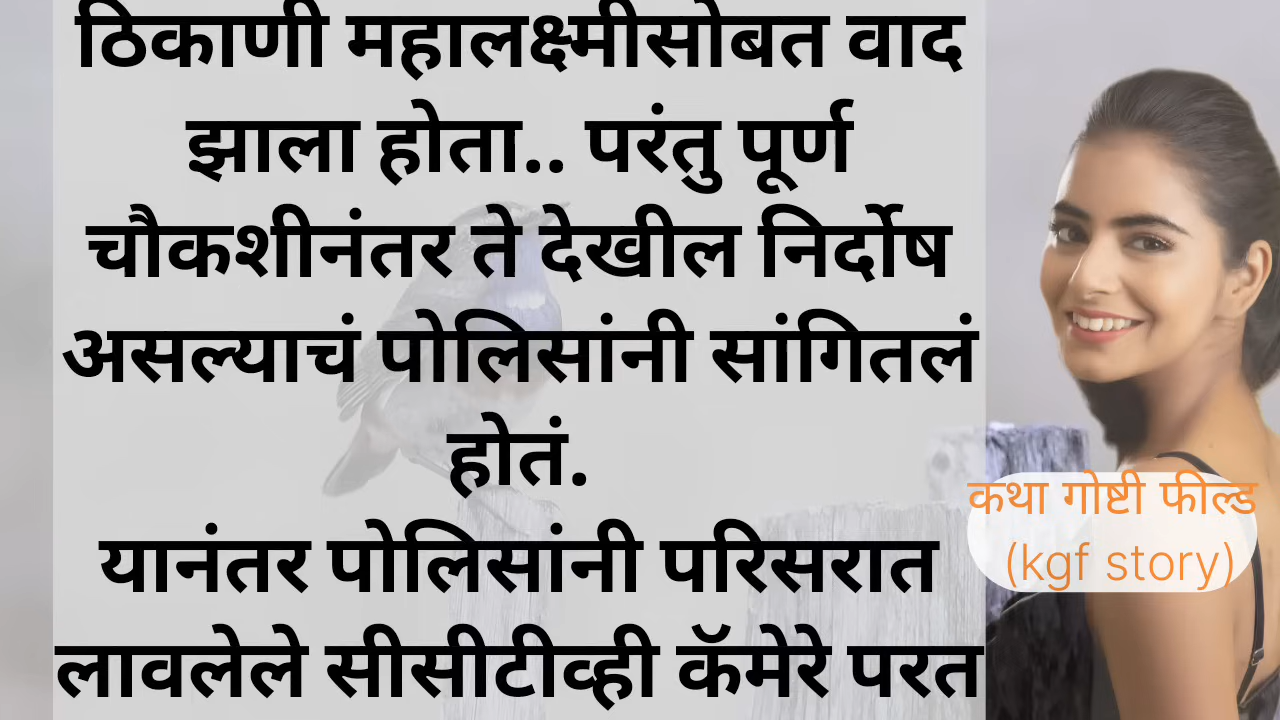 ठिकाणी महालक्ष्मीसोबत वाद
झाला होता.. परंतु पूर्ण
चौकशीनंतर ते देखील निर्दोष
असल्याचं पोलिसांनी सांगितलं
होतं.
यानंतर पोलिसांनी परिसरात
लावलेले सीसीटीव्ही कॅमेरे परत
कथा गोष्टी फील्ड
(kgf story)